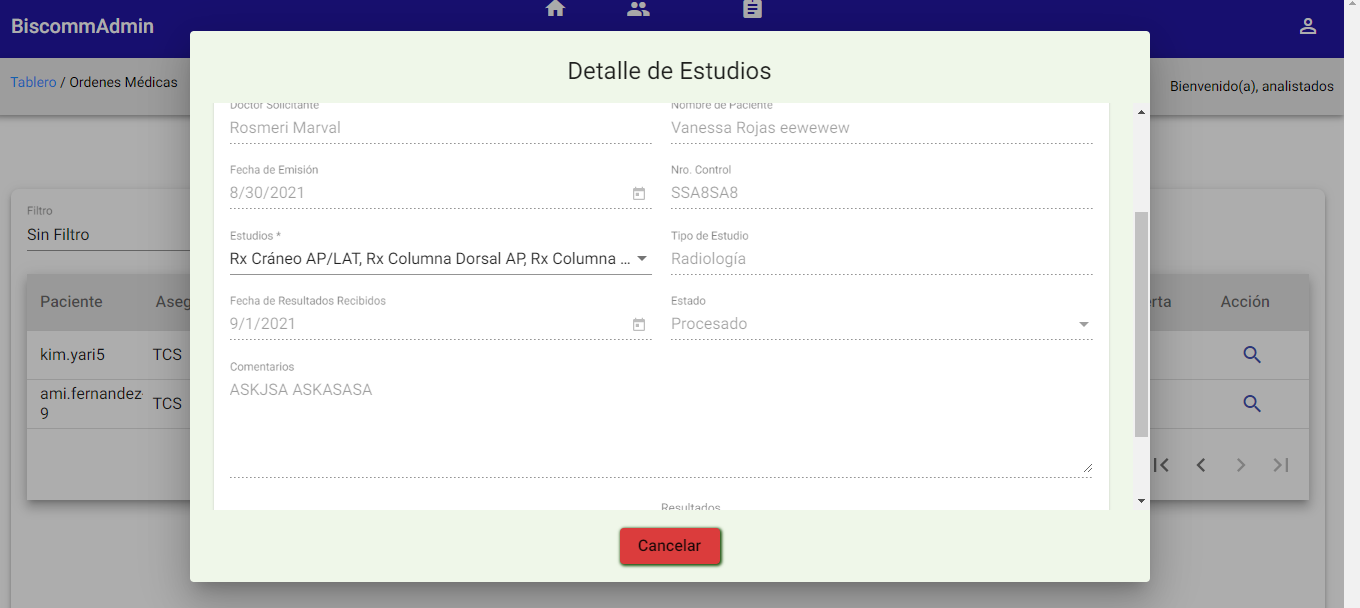 BiscommAdmin
Tablero / Ordenes Médicas
Bienvenido(a), analistados
Detalle de Estudios
Doctor Solicitante
Nombre de Paciente
Rosmeri Marval
Vanessa Rojas eewewew
Fecha de Emisión
Nro. Control
8/30/2021
SSA8SA8
Estudios *
Tipo de Estudio
Rx Cráneo AP/LAT, Rx Columna Dorsal AP, Rx Columna ...
Radiología
Fecha de Resultados Recibidos
Estado
9/1/2021
Procesado
Comentarios
ASKJSA ASKASASA
Resultados
Cancelar
Filtro
Sin Filtro
Paciente
Aseg
rta
Acción
kim.yari5
TCS
ami.fernandez
9
TCS